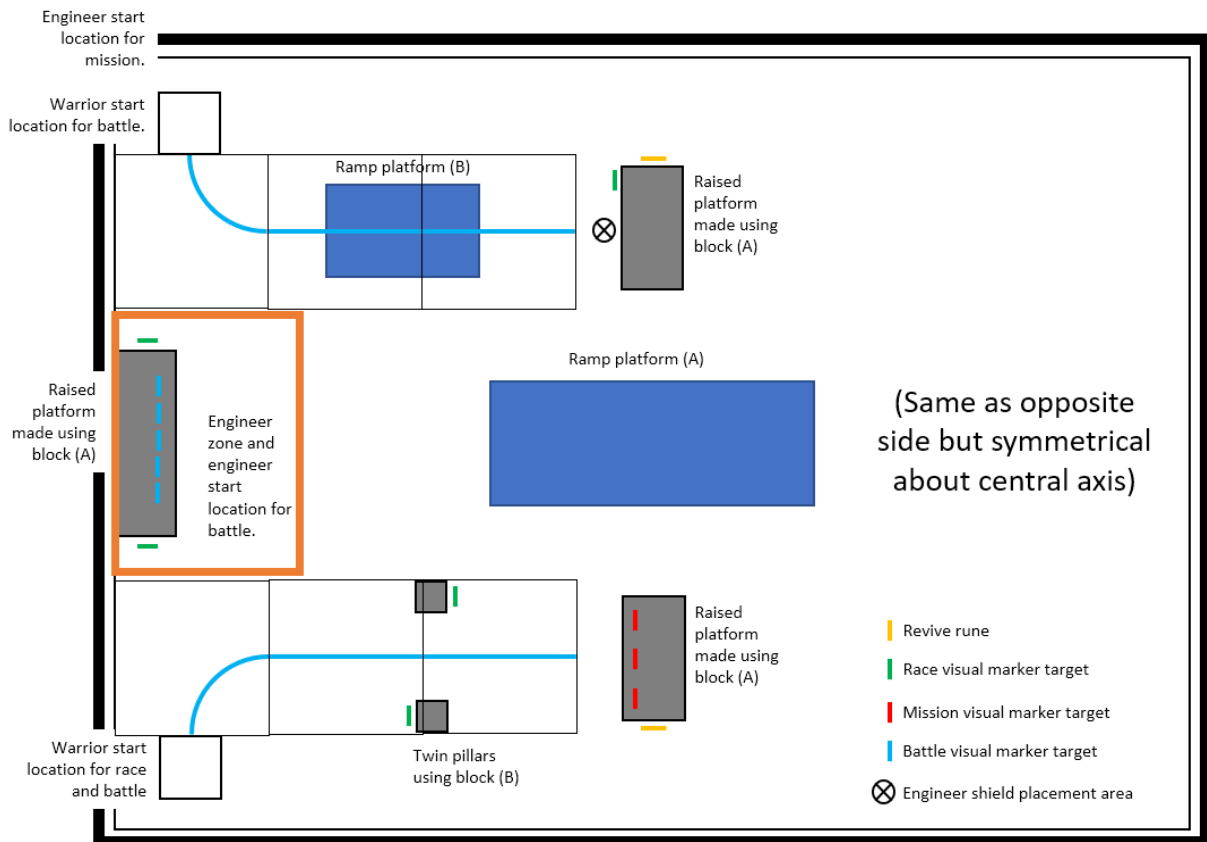 Engineer start
location for
mission.
Warrior start
location for battle.
Ramp platform (B)
Raised
platform
made using
block (A)
Raised
platform
made using
block (A)
Engineer
zone and
engineer
start
location for
battle.
Ramp platform (A)
(Same as opposite
side but symmetrical
about central axis)
Raised
platform
made using
block (A)
Warrior start
location for race
and battle
Twin pillars
using block (B)
Revive rune
Race visual marker target
Mission visual marker target
Battle visual marker target
Engineer shield placement area